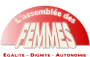 L'assemblée des
FEMMES
EGALITE - DIGNITE - AUTONOMIE